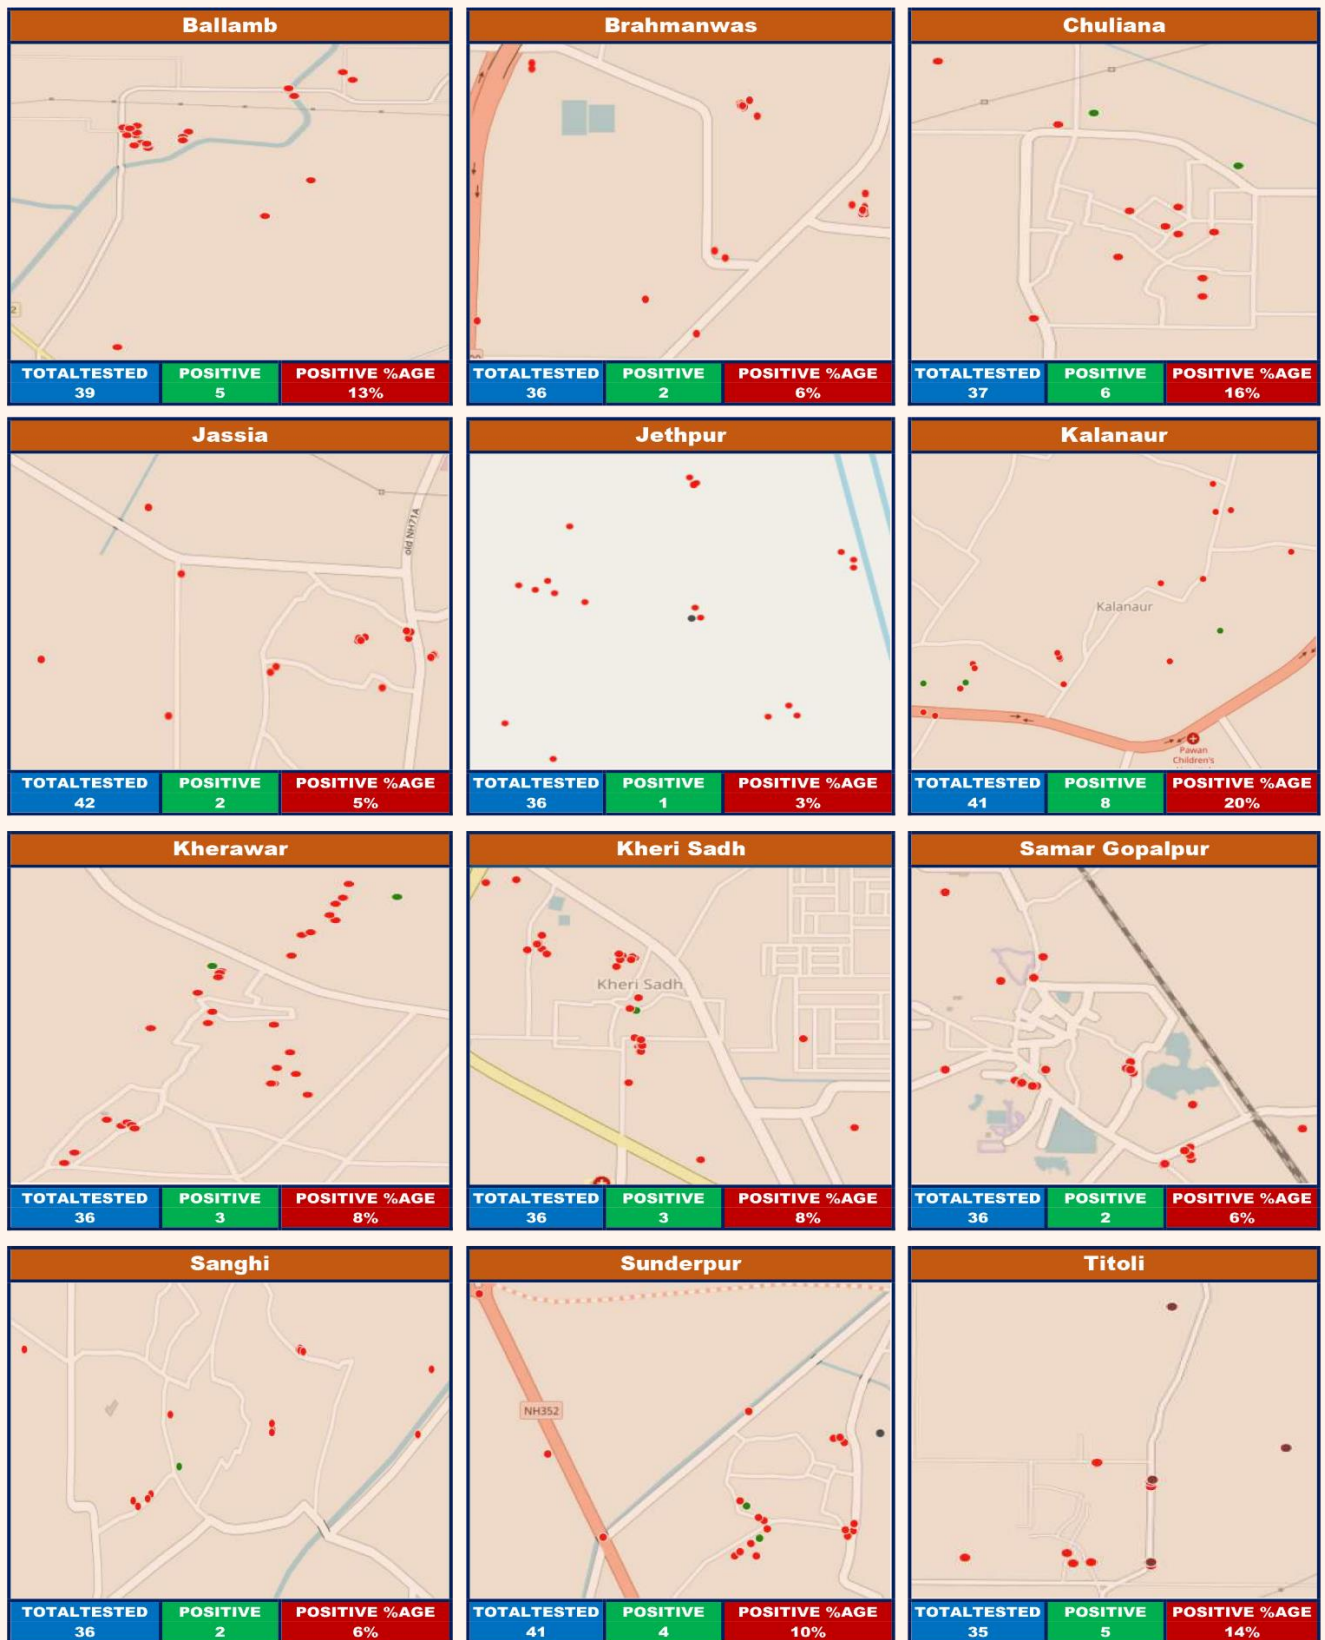 Ballamb
2
TOTALTESTED POSITIVE POSITIVE %AGE
39 5 13%
Brahmanwas
TOTALTESTED POSITIVE POSITIVE %AGE
36 2 6%
Chuliana
TOTALTESTED POSITIVE POSITIVE %AGE
37 6 16%
Jassia
old NH71A
TOTALTESTED POSITIVE POSITIVE %AGE
42 2 5%
Jethpur
TOTALTESTED POSITIVE POSITIVE %AGE
36 1 3%
Kalanaur
Kalanaur
Pawan
Children's
TOTALTESTED POSITIVE POSITIVE %AGE
41 8 20%
Kherawar
TOTALTESTED POSITIVE POSITIVE %AGE
36 3 8%
Kheri Sadh
Kheri Sadh
TOTALTESTED POSITIVE POSITIVE %AGE
36 3 8%
Samar Gopalpur
TOTALTESTED POSITIVE POSITIVE %AGE
36 2 6%
Sanghi
TOTALTESTED POSITIVE POSITIVE %AGE
36 2 6%
Sunderpur
NH352
TOTALTESTED POSITIVE POSITIVE %AGE
41 4 10%
Titoli
TOTALTESTED POSITIVE POSITIVE %AGE
35 5 14%